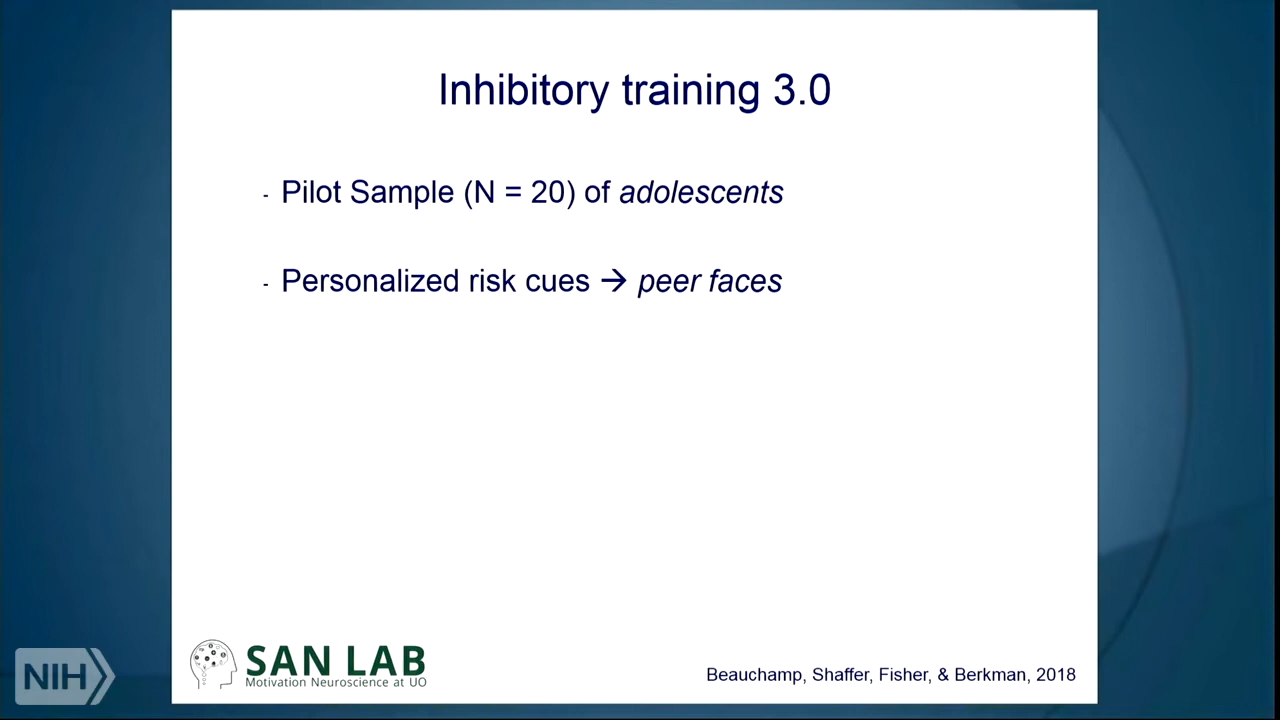 Inhibitory training 3.0
- Pilot Sample (N = 20) of adolescents
- Personalized risk cues → peer faces
SAN LAB
Motivation Neuroscience at UO
Beauchamp, Shaffer, Fisher, & Berkman, 2018
NIH